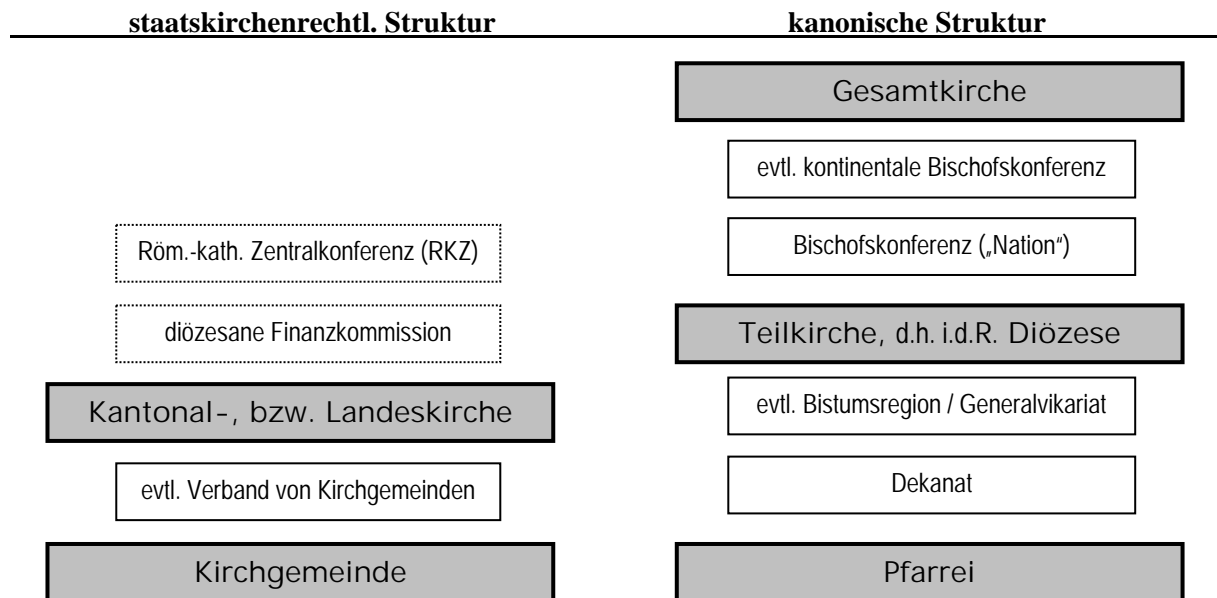 staatskirchenrechtl. Struktur
kanonische Struktur
Gesamtkirche
evtl. kontinentale Bischofskonferenz
Röm.-kath. Zentralkonferenz (RKZ)
Bischofskonferenz („Nation“)
diözesane Finanzkommission
Teilkirche, d.h. i.d.R. Diözese
Kantonal-, bzw. Landeskirche
evtl. Bistumsregion / Generalvikariat
evtl. Verband von Kirchgemeinden
Dekanat
Kirchgemeinde
Pfarrei